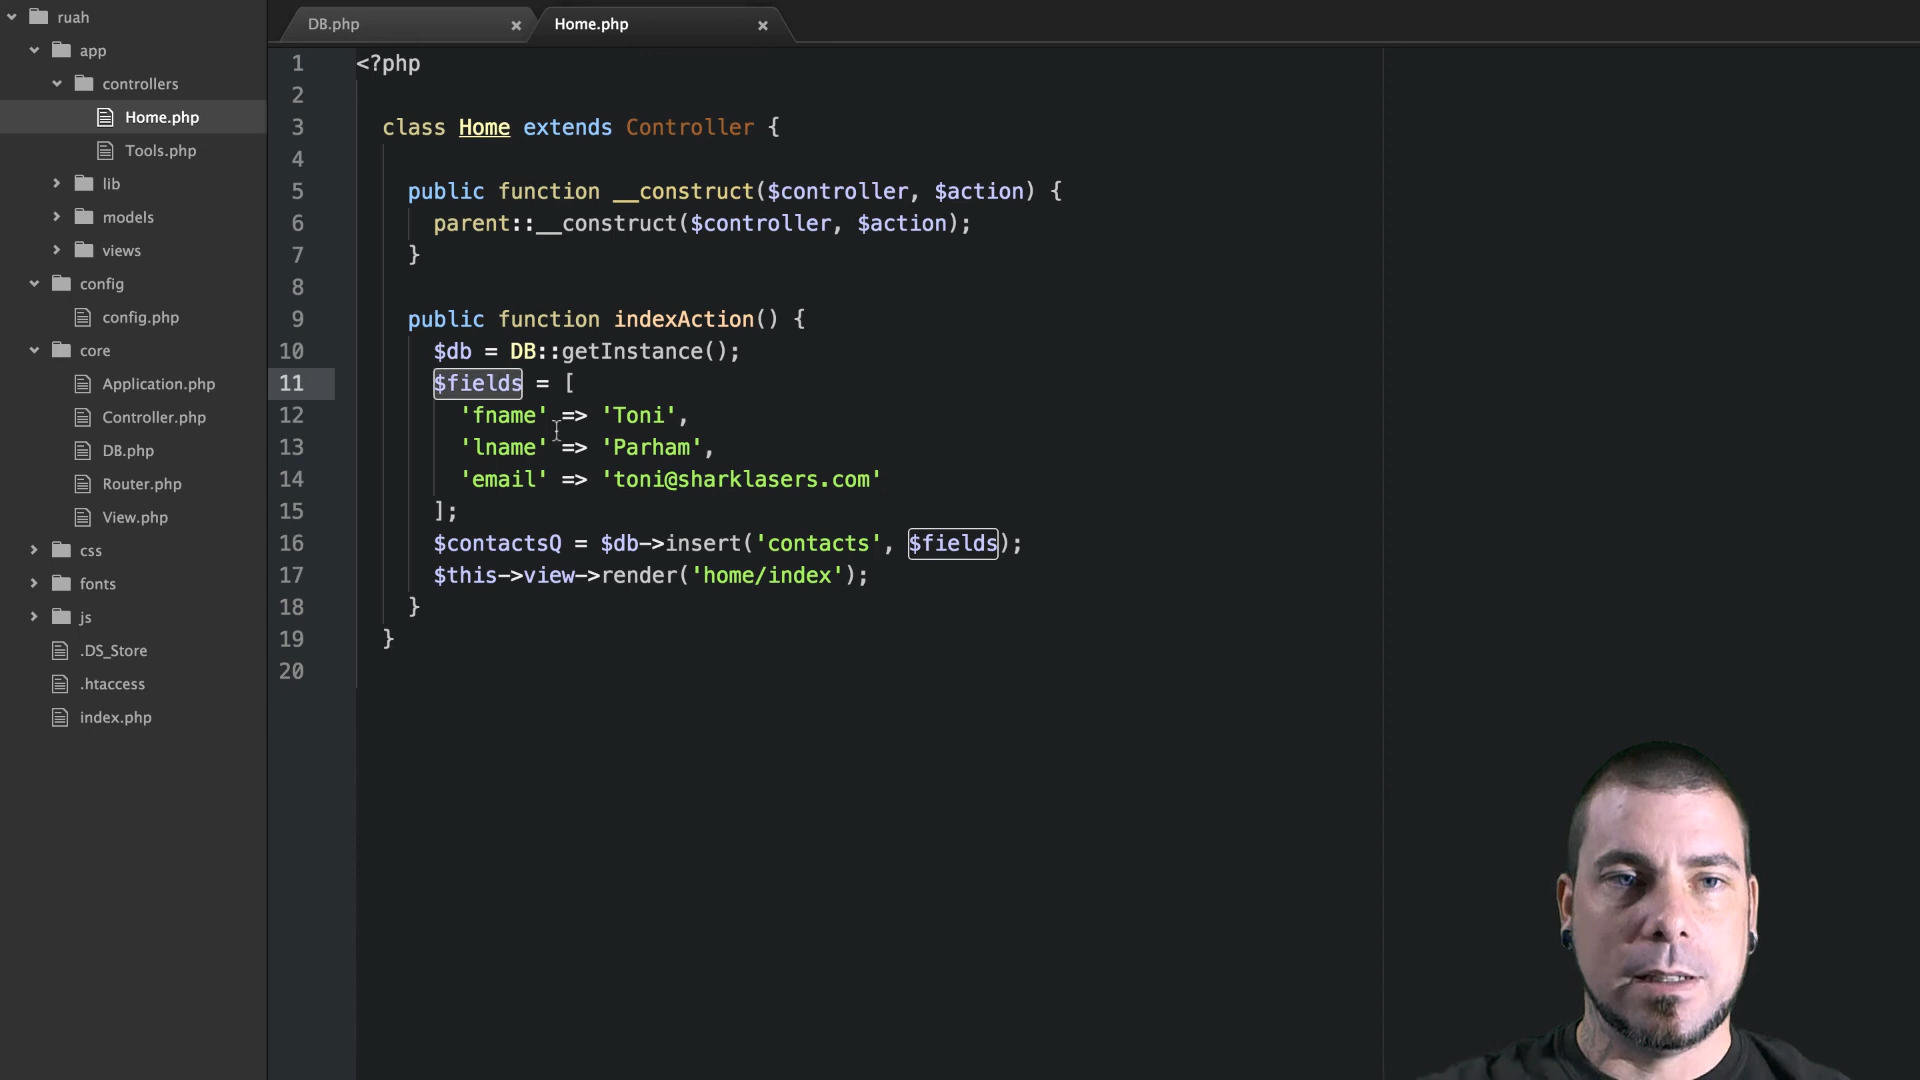 ruah
app
controllers
Home.php
Tools.php
lib
models
views
config
config.php
core
Application.php
Controller.php
DB.php
Router.php
View.php
css
fonts
js
.DS_Store
.htaccess
index.php
DB.php × Home.php ×
1 <?php
2
3 class Home extends Controller {
4
5 public function __construct($controller, $action) {
6 parent::__construct($controller, $action);
7 }
8
9 public function indexAction() {
10 $db = DB::getInstance();
11 $fields = [
12 'fname' => 'Toni',
13 'lname' => 'Parham',
14 'email' => 'toni@sharklasers.com'
15 ];
16 $contactsQ = $db->insert('contacts', $fields);
17 $this->view->render('home/index');
18 }
19 }
20